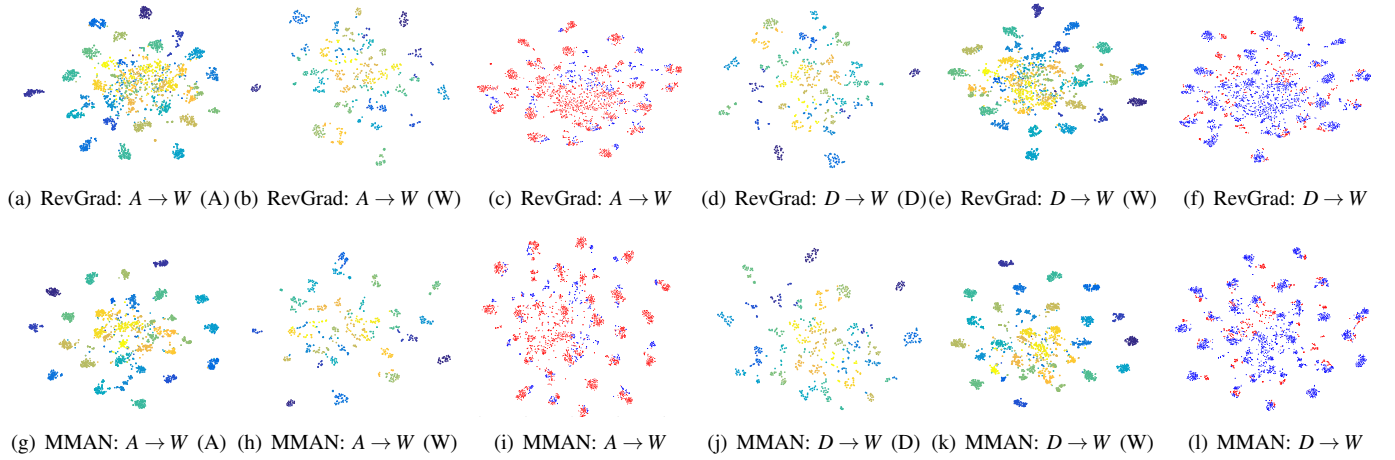 (a) RevGrad: A → W (A) (b) RevGrad: A → W (W) (c) RevGrad: A → W (d) RevGrad: D → W (D) (e) RevGrad: D → W (W) (f) RevGrad: D → W
(g) MMAN: A → W (A) (h) MMAN: A → W (W) (i) MMAN: A → W (j) MMAN: D → W (D) (k) MMAN: D → W (W) (l) MMAN: D → W